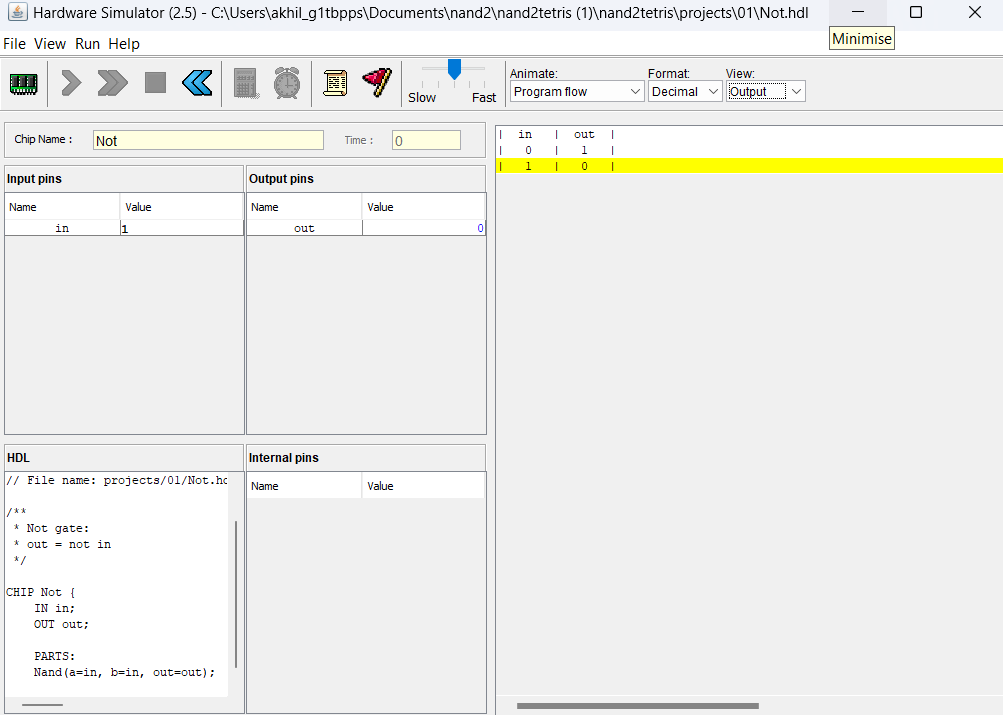 Hardware Simulator (2.5) - C:\Users\akhil_g1tbpps\Documents\nand2\nand2tetris (1)\nand2tetris\projects\01\Not.hdl
File View Run Help
Minimise
Slow Fast
Animate: Format: View:
Program flow Decimal Output
Chip Name : Not Time : 0
Input pins
Name Value
in 1
Output pins
Name Value
out 0
HDL
// File name: projects/01/Not.hd
/**
* Not gate:
* out = not in
*/
CHIP Not {
IN in;
OUT out;
PARTS:
Nand(a=in, b=in, out=out);
Internal pins
Name Value
| in | out |
| 0 | 1 |
| 1 | 0 |